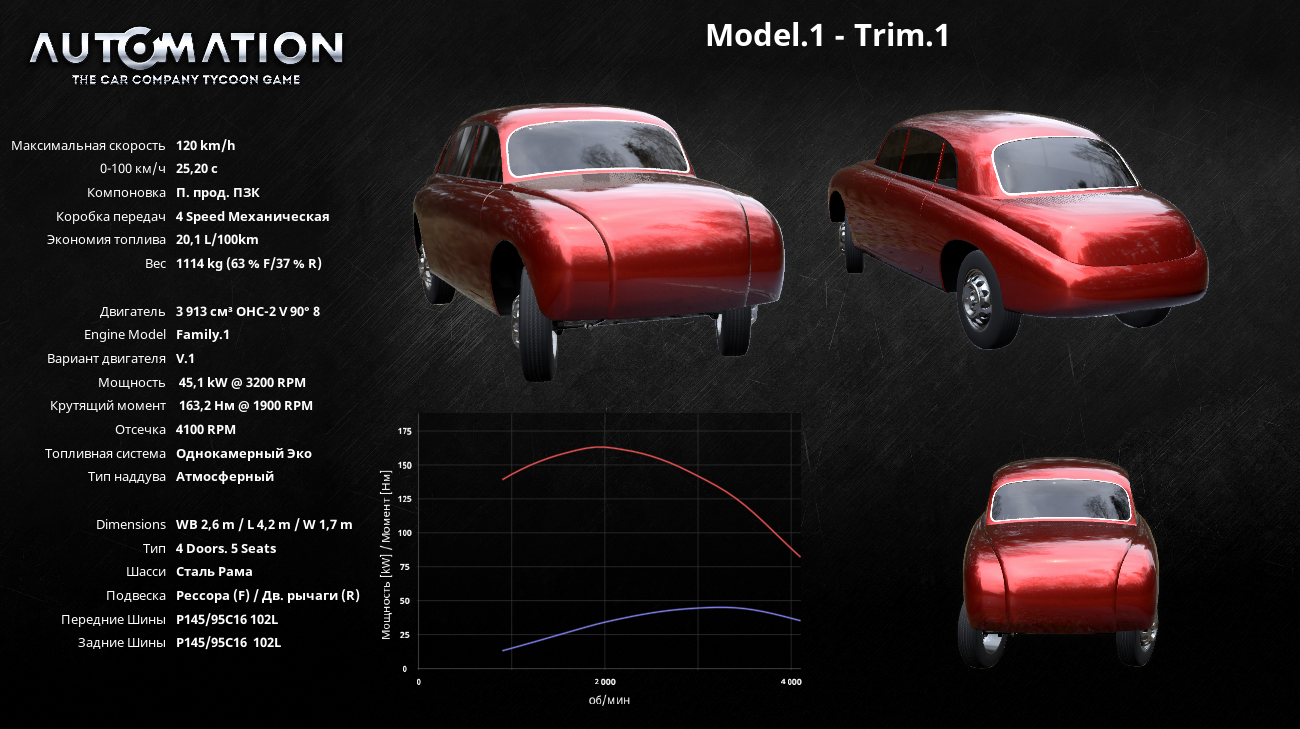 AUTOMATION
THE CAR COMPANY TYCOON GAME
Model.1 - Trim.1
Максимальная скорость 120 km/h
0-100 км/ч 25,20 с
Компоновка П. прод. ПЗК
Коробка передач 4 Speed Механическая
Экономия топлива 20,1 L/100km
Вес 1114 kg (63 % F/37 % R)
Двигатель 3 913 см³ OHC-2 V 90° 8
Engine Model Family.1
Вариант двигателя V.1
Мощность 45,1 kW @ 3200 RPM
Крутящий момент 163,2 Нм @ 1900 RPM
Отсечка 4100 RPM
Топливная система Однокамерный Эко
Тип наддува Атмосферный
Dimensions WB 2,6 m / L 4,2 m / W 1,7 m
Тип 4 Doors. 5 Seats
Шасси Сталь Рама
Подвеска Рессора (F) / Дв. рычаги (R)
Передние Шины P145/95C16 102L
Задние Шины P145/95C16 102L
Мощность [kW] / Момент [Нм]
175
150
125
100
75
50
25
0
0 2 000 4 000
об/мин